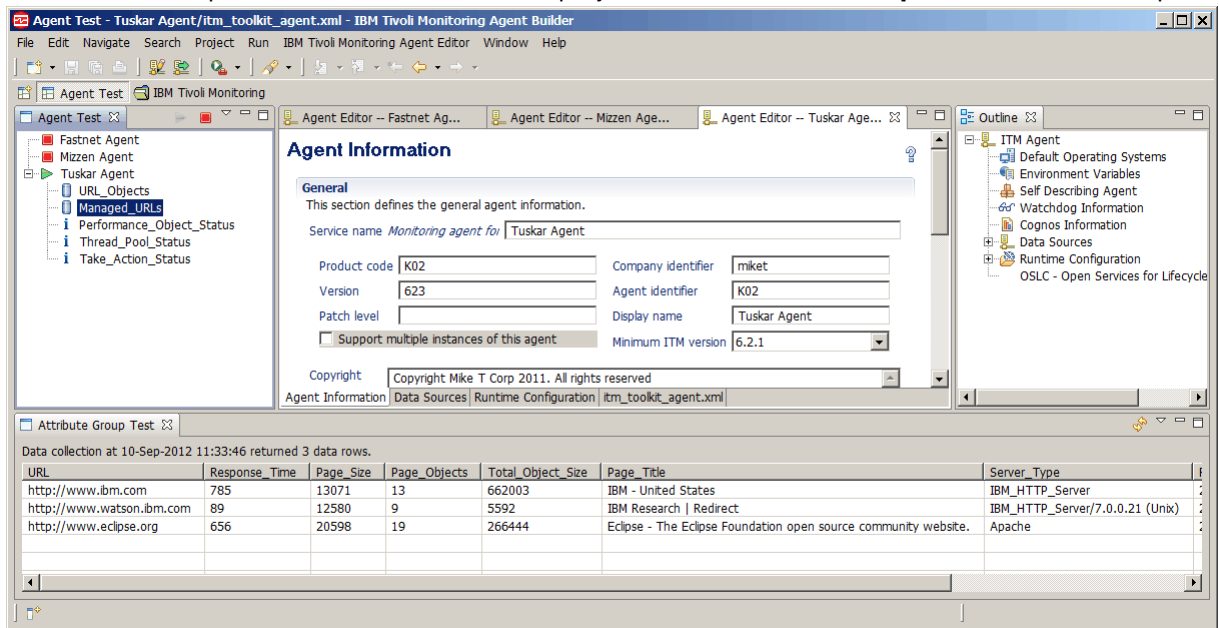 Agent Test - Tuskar Agent/itm_toolkit_agent.xml - IBM Tivoli Monitoring Agent Builder
File Edit Navigate Search Project Run IBM Tivoli Monitoring Agent Editor Window Help
Agent Test IBM Tivoli Monitoring
Agent Test
Fastnet Agent
Mizzen Agent
Tuskar Agent
URL_Objects
Managed_URLs
Performance_Object_Status
Thread_Pool_Status
Take_Action_Status
Agent Editor -- Fastnet Ag... Agent Editor -- Mizzen Age... Agent Editor -- Tuskar Age...
Agent Information
General
This section defines the general agent information.
Service name Monitoring agent for Tuskar Agent
Product code K02 Company identifier miket
Version 623 Agent identifier K02
Patch level Display name Tuskar Agent
Support multiple instances of this agent Minimum ITM version 6.2.1
Copyright Copyright Mike T Corp 2011. All rights reserved
Agent Information Data Sources Runtime Configuration itm_toolkit_agent.xml
Outline
ITM Agent
Default Operating Systems
Environment Variables
Self Describing Agent
Watchdog Information
Cognos Information
Data Sources
Runtime Configuration
OSLC - Open Services for Lifecycle
Attribute Group Test
Data collection at 10-Sep-2012 11:33:46 returned 3 data rows.
URL Response_Time Page_Size Page_Objects Total_Object_Size Page_Title Server_Type
http://www.ibm.com 785 13071 13 662003 IBM - United States IBM_HTTP_Server
http://www.watson.ibm.com 89 12580 9 5592 IBM Research | Redirect IBM_HTTP_Server/7.0.0.21 (Unix)
http://www.eclipse.org 656 20598 19 266444 Eclipse - The Eclipse Foundation open source community website. Apache